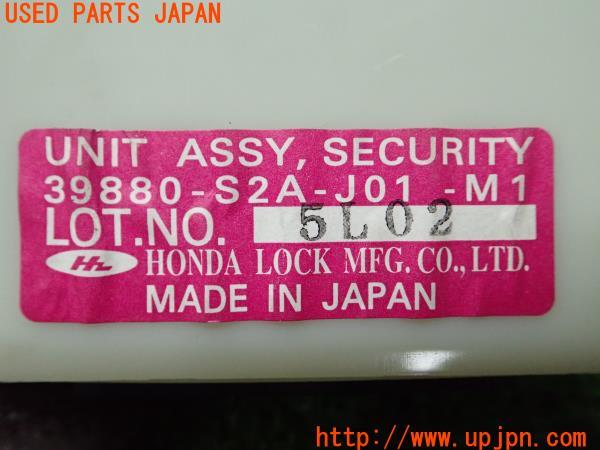 USED PARTS JAPAN
UNIT ASSY, SECURITY
39880-S2A-J01 -M1
LOT.NO. 5L02
HL HONDA LOCK MFG. CO., LTD.
MADE IN JAPAN
UPJ
http://www.upjpn.com